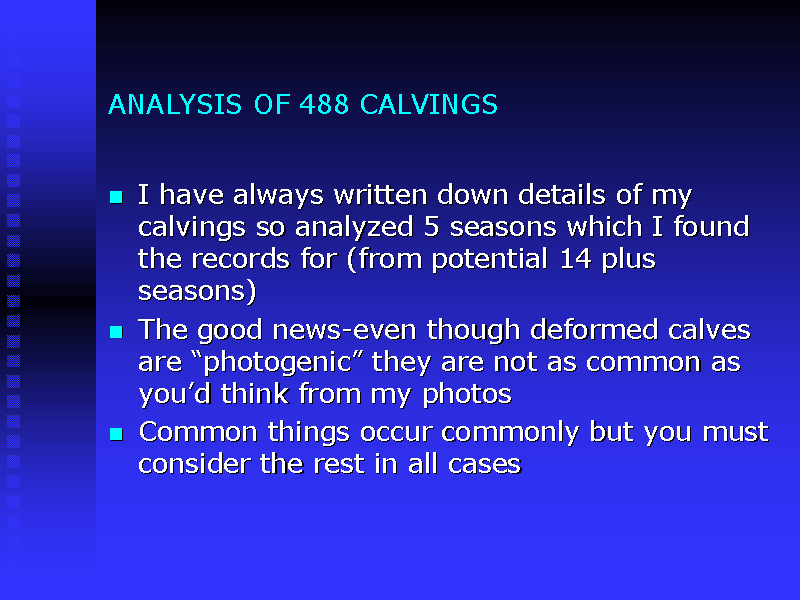 ANALYSIS OF 488 CALVINGS
I have always written down details of my
calvings so analyzed 5 seasons which I found
the records for (from potential 14 plus
seasons)
The good news-even though deformed calves
are “photogenic” they are not as common as
you’d think from my photos
Common things occur commonly but you must
consider the rest in all cases